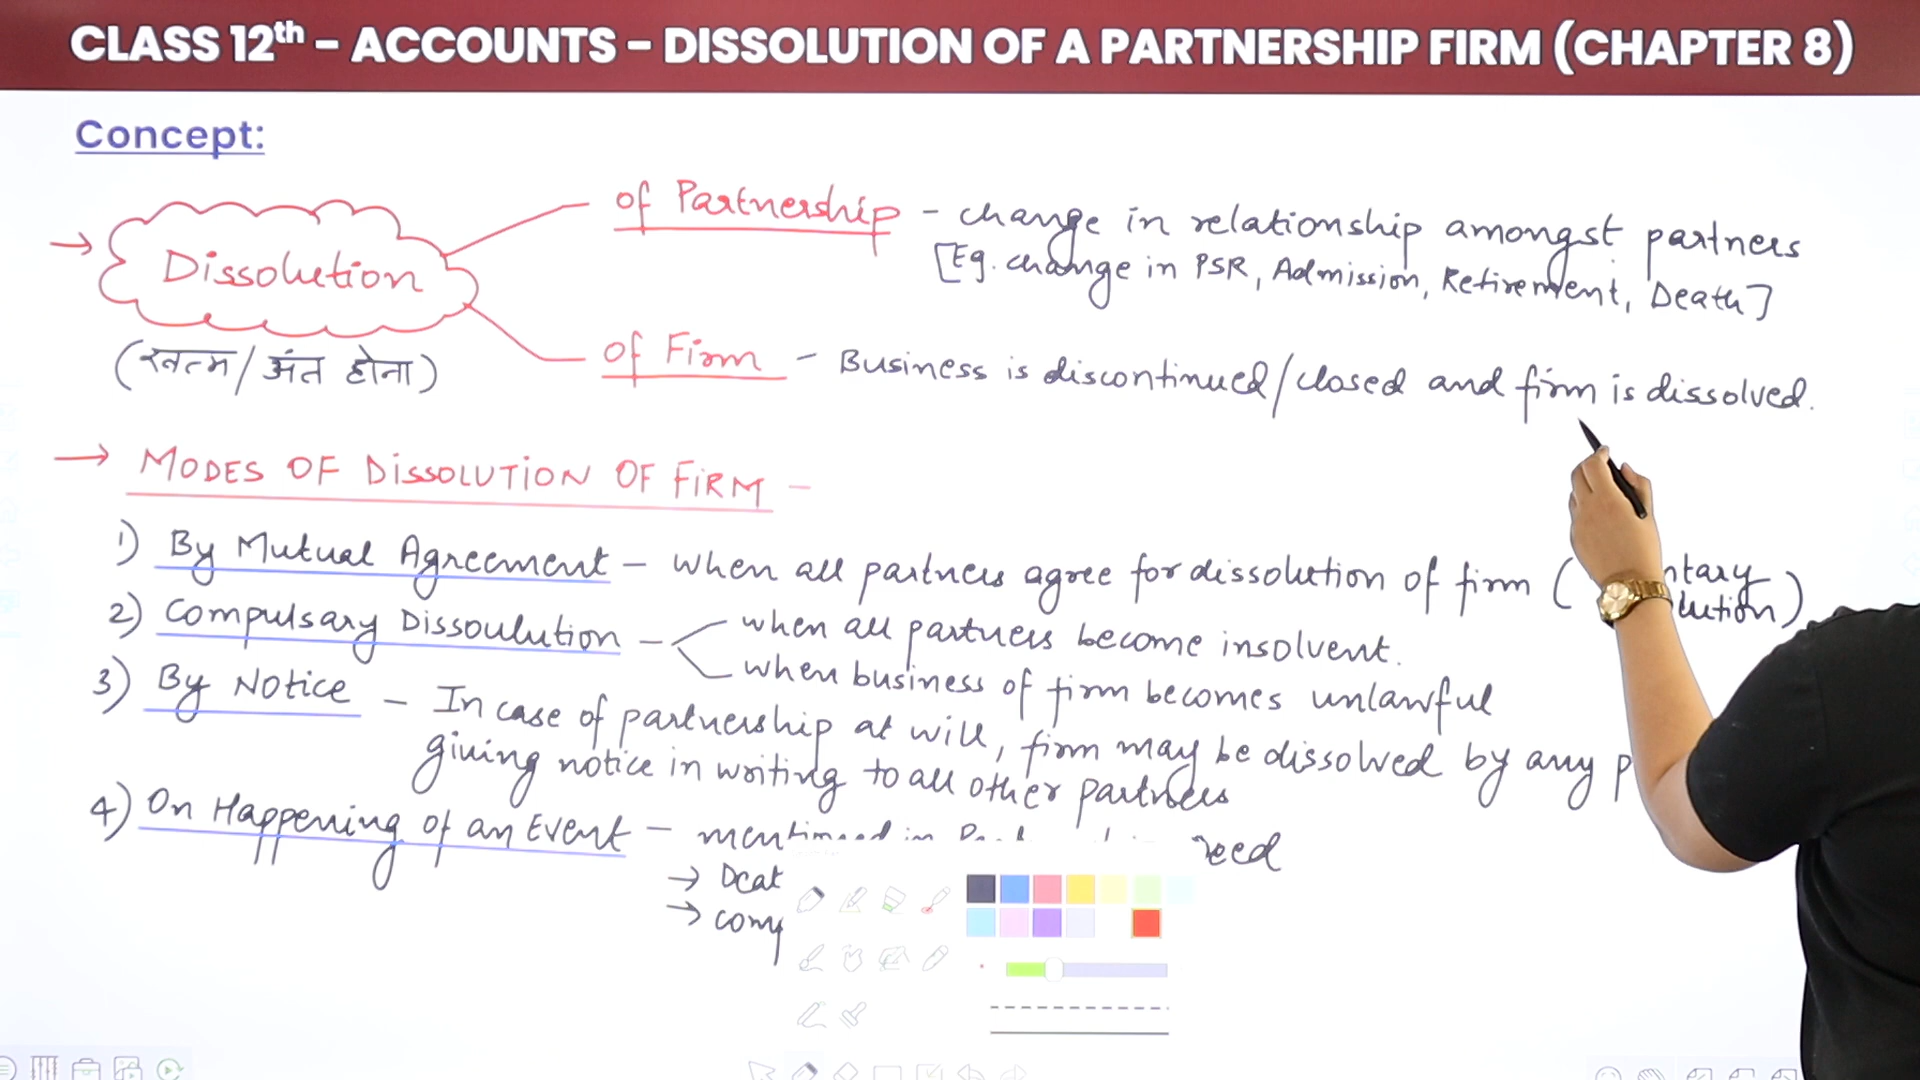 CLASS 12th – ACCOUNTS – DISSOLUTION OF A PARTNERSHIP FIRM (CHAPTER 8)
Concept:
→ Dissolution
(खत्म/अंत होना)
of Partnership – change in relationship amongst partners
[Eg. change in PSR, Admission, Retirement, Death]
of Firm – Business is discontinued/closed and firm is dissolved.
→ MODES OF DISSOLUTION OF FIRM –
1) By Mutual Agreement – when all partners agree for dissolution of firm (
2) Compulsary Dissoulution – when all partners become insolvent.
when business of firm becomes unlawful
3) By Notice – In case of partnership at will, firm may be dissolved by any
giving notice in writing to all other partners
4) On Happening of an Event – in
→
→